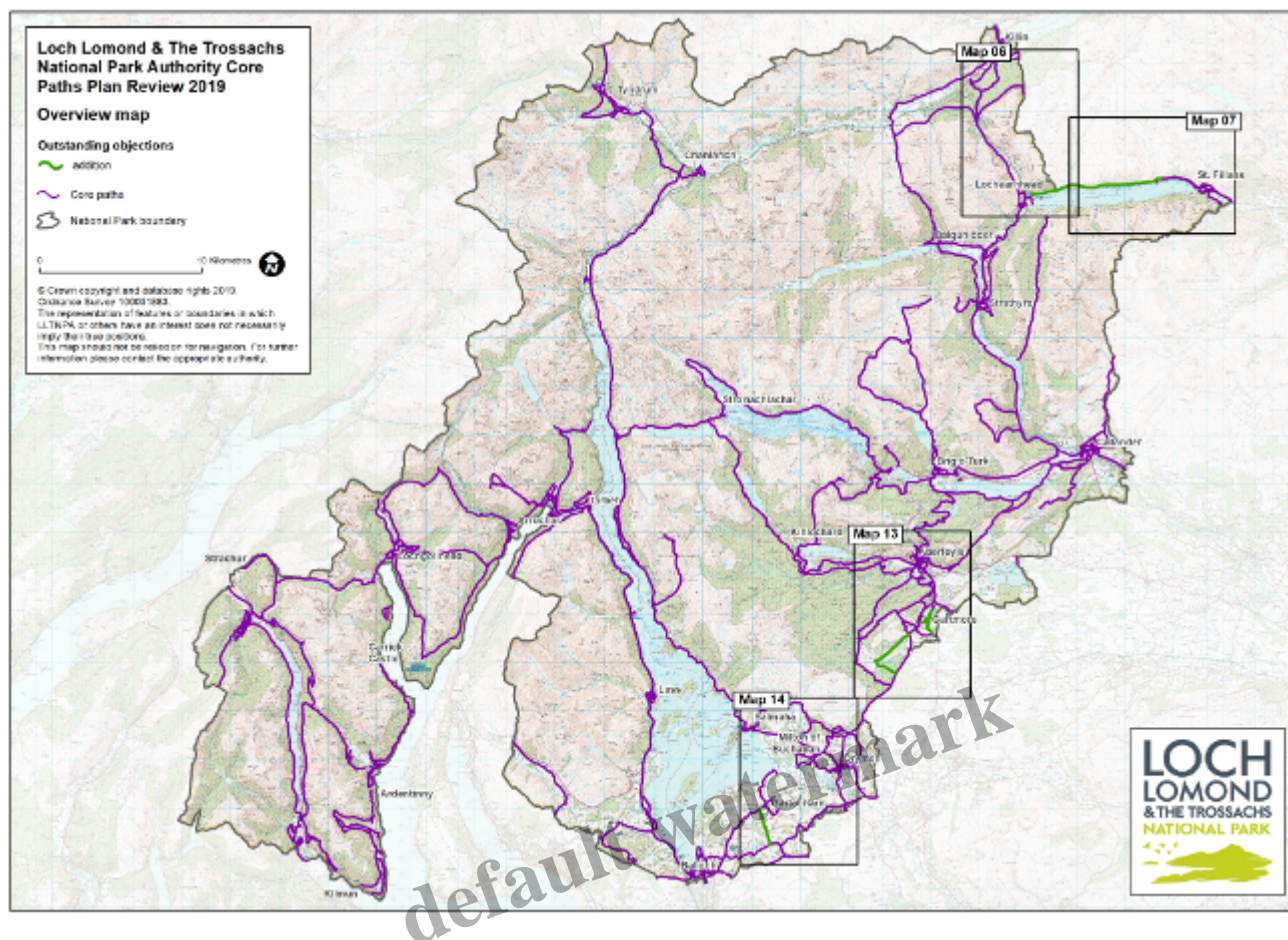 Loch Lomond & The Trossachs
National Park Authority Core
Paths Plan Review 2019
Overview map
Outstanding objections
addition
Core paths
National Park boundary
0
10 Kilometres
N
© Crown copyright and database rights 2019.
Ordnance Survey 100031883.
The representation of features or boundaries in which
LLTNPA or others have an interest does not necessarily
imply their true positions.
This map should not be relied on for navigation. For further
information please contact the appropriate authority.
Killin
Map 06
Tyndrum
Map 07
Crianlarich
St. Fillans
Lochearnhead
Balquhidder
Strathyre
Stronachlachar
Callander
Brig o' Turk
Tarbet
Arrochar
Kinlochard
Map 13
Aberfoyle
Strachur
Lochgoilhead
Gartmore
Carrick
Castle
Luss
Map 14
Balmaha
Milton of
Buchanan
Drymen
Ardentinny
Balloch
Kilmun
default watermark
LOCH
LOMOND
& THE TROSSACHS
NATIONAL PARK